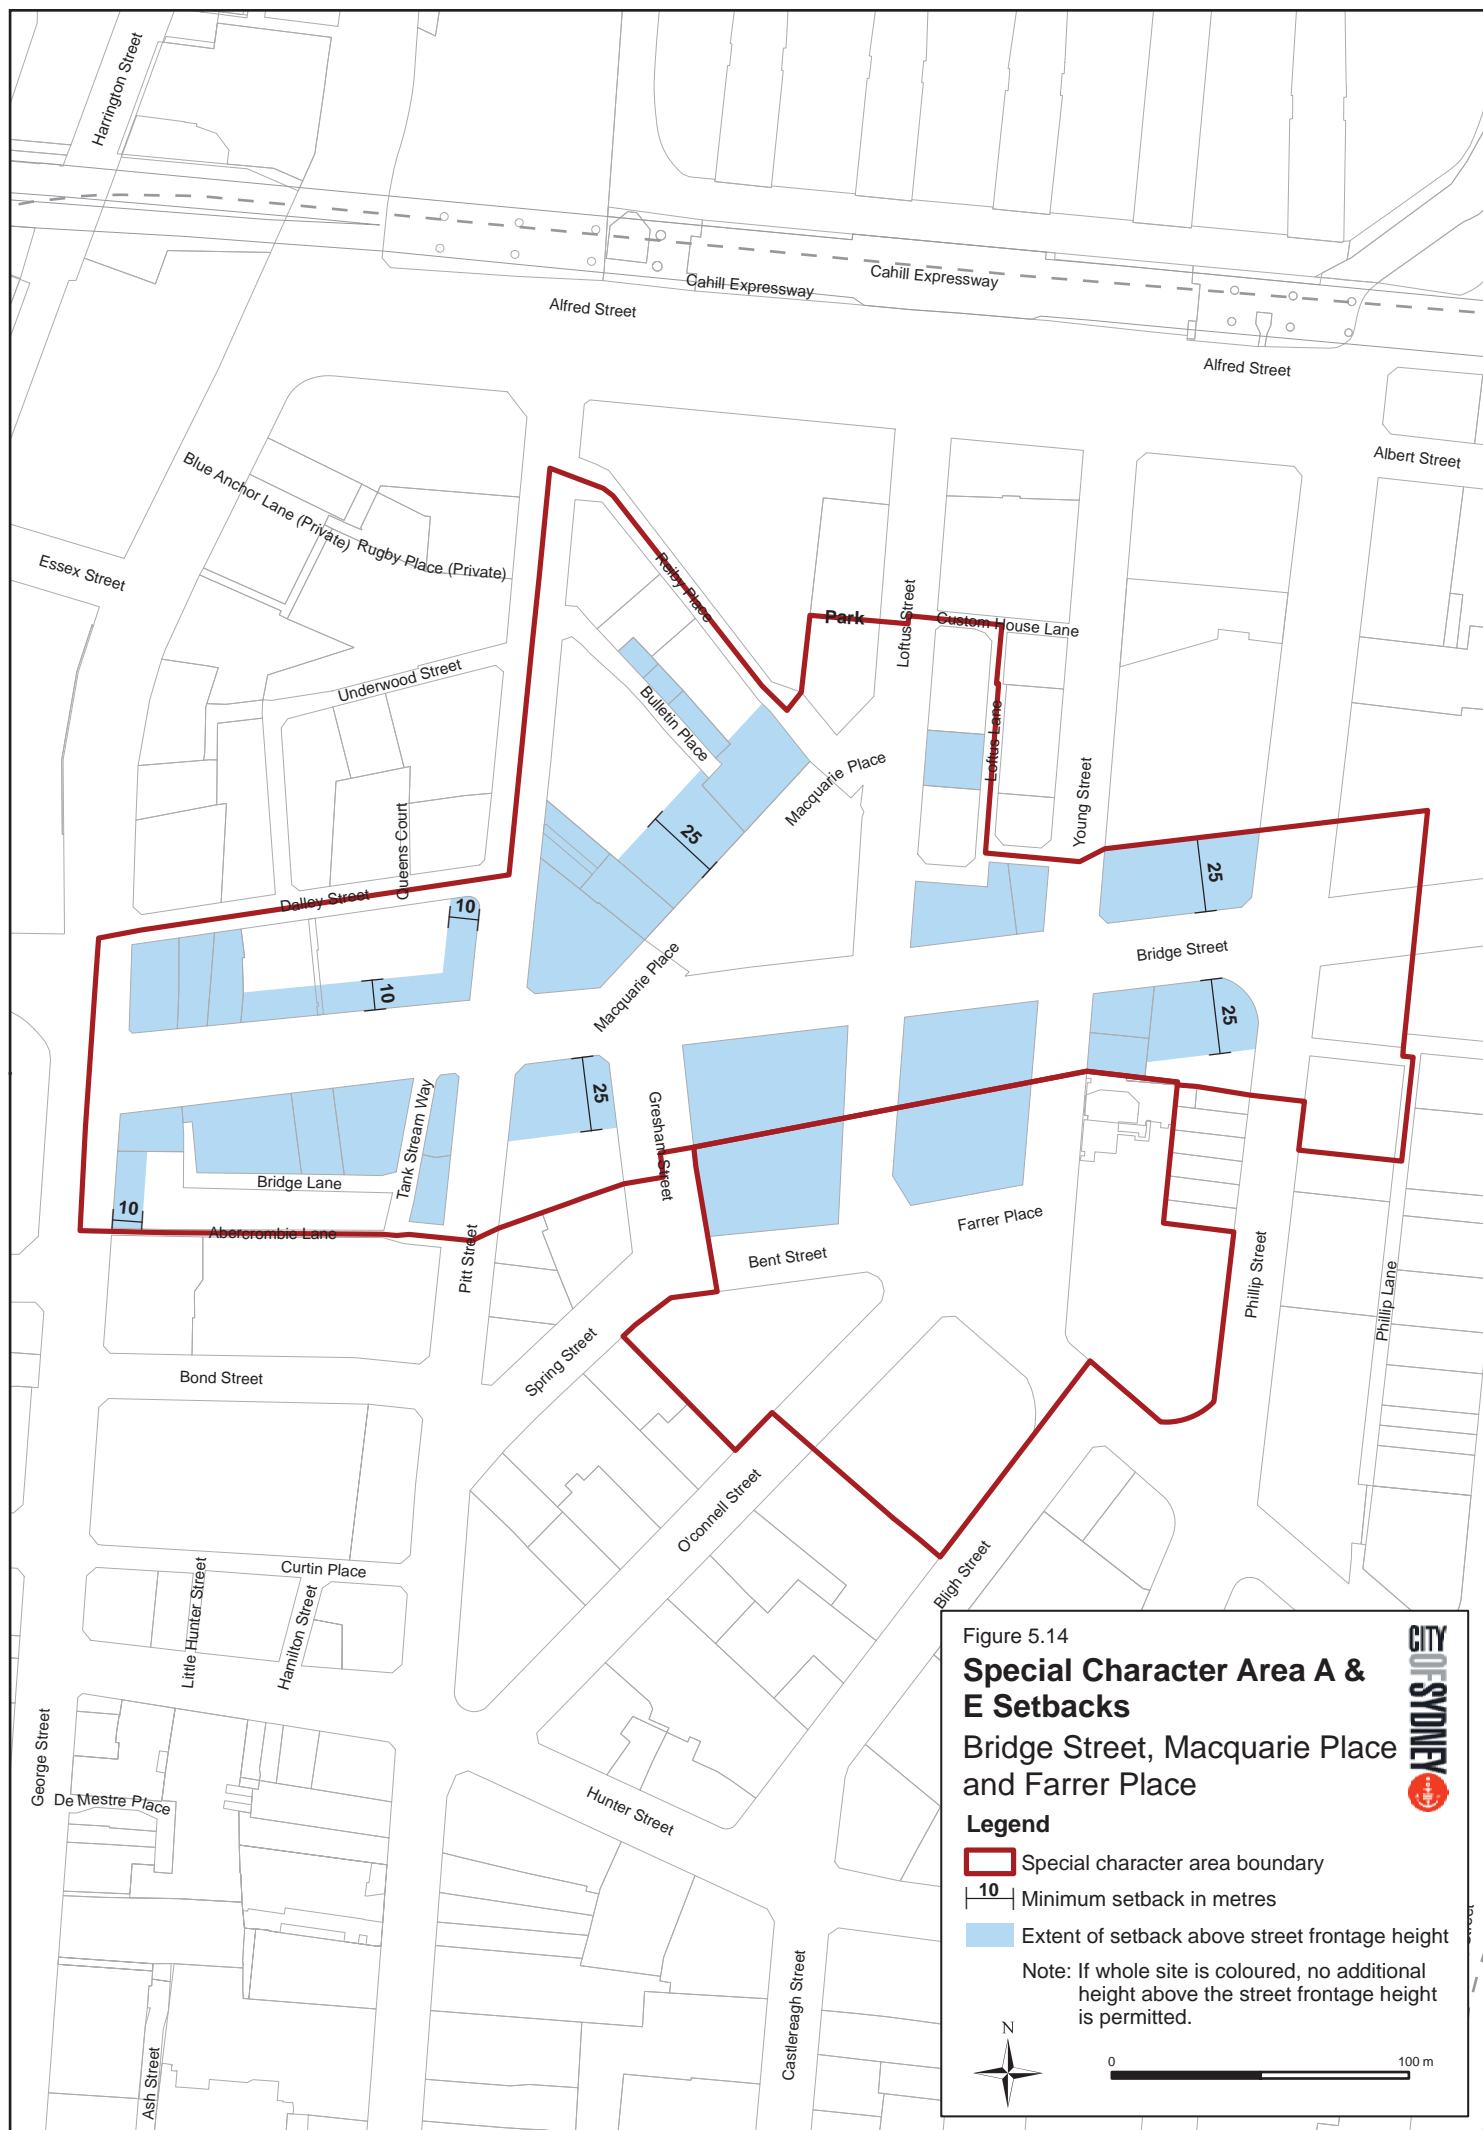 Harrington Street
Cahill Expressway
Cahill Expressway
Alfred Street
Alfred Street
Albert Street
Blue Anchor Lane (Private)
Rugby Place (Private)
Essex Street
Reiby Place
Park
Loftus Street
Custom House Lane
Underwood Street
Bulletin Place
Loftus Lane
Macquarie Place
Young Street
Queens Court
25
25
Dalley Street
10
Bridge Street
Macquarie Place
10
25
25
Gresham Street
Tank Stream Way
Bridge Lane
10
Abercrombie Lane
Farrer Place
Pitt Street
Bent Street
Phillip Street
Phillip Lane
Spring Street
Bond Street
O'connell Street
Curtin Place
Little Hunter Street
Hamilton Street
Bligh Street
George Street
De Mestre Place
Hunter Street
Castlereagh Street
Ash Street
Figure 5.14
Special Character Area A &
E Setbacks
Bridge Street, Macquarie Place
and Farrer Place
CITY OF SYDNEY
Legend
Special character area boundary
10 Minimum setback in metres
Extent of setback above street frontage height
Note: If whole site is coloured, no additional
height above the street frontage height
is permitted.
N
0 100 m